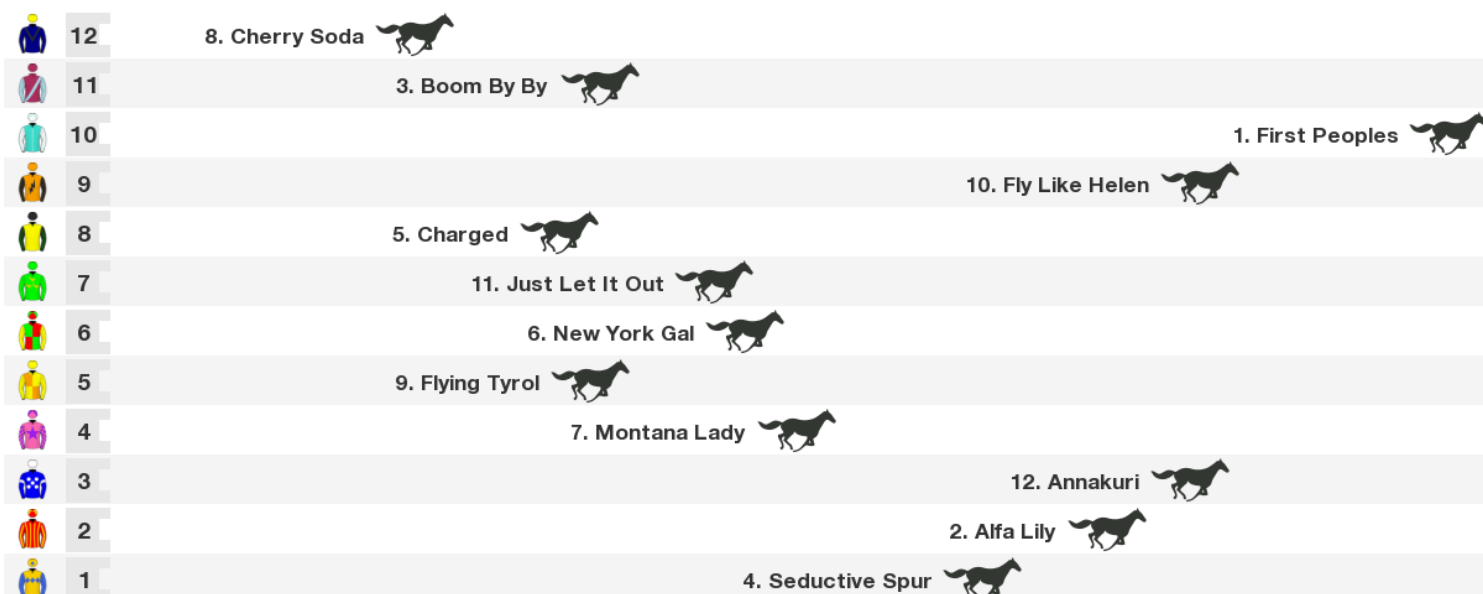 12 8. Cherry Soda
11 3. Boom By By
10 1. First Peoples
9 10. Fly Like Helen
8 5. Charged
7 11. Just Let It Out
6 6. New York Gal
5 9. Flying Tyrol
4 7. Montana Lady
3 12. Annakuri
2 2. Alfa Lily
1 4. Seductive Spur